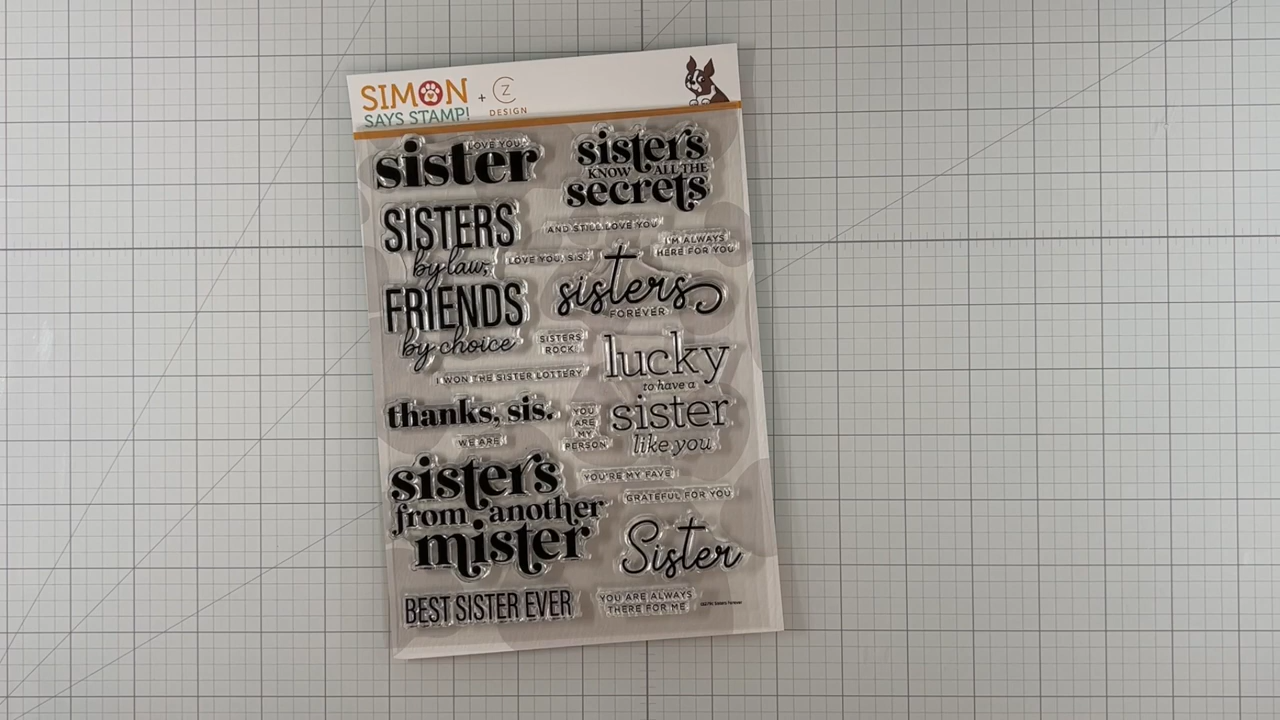 SIMON
SAYS STAMP!
+ CZ
DESIGN
LOVE YOU
sister
sisters
KNOW ALL THE
secrets
SISTERS
by law,
FRIENDS
by choice
AND STILL LOVE YOU
I'M ALWAYS
HERE FOR YOU
LOVE YOU, SIS.
sisters
FOREVER
SISTERS
ROCK
I WON THE SISTER LOTTERY
lucky
to have a
sister
like you
thanks, sis.
WE ARE
YOU
ARE
MY
PERSON
sisters
from another
mister
YOU'RE MY FAVE
GRATEFUL FOR YOU
Sister
BEST SISTER EVER
YOU ARE ALWAYS
THERE FOR ME
Sisters Forever